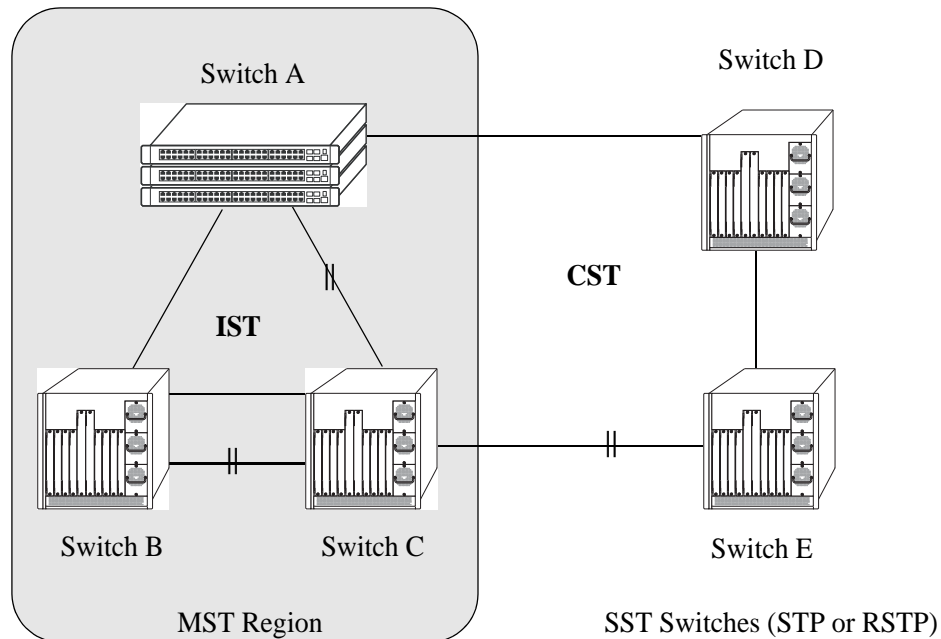 Switch A
Switch D
CST
IST
Switch B
Switch C
Switch E
MST Region
SST Switches (STP or RSTP)